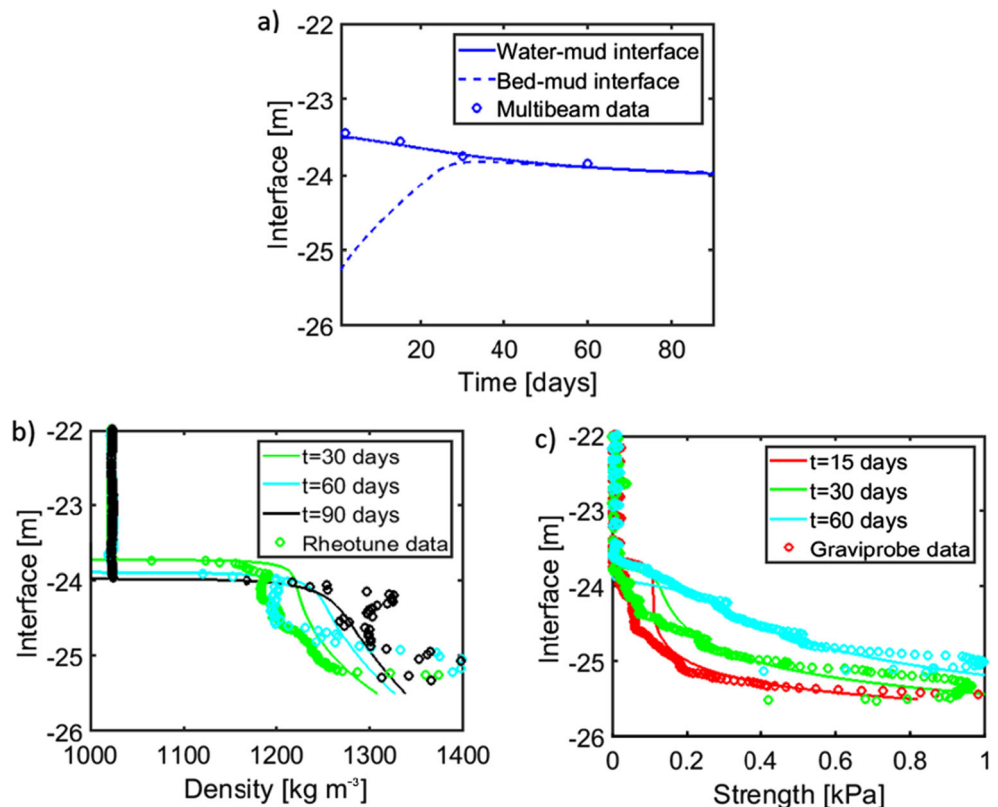 a)
-22
-23
-24
-25
-26
Interface [m]
Water-mud interface
Bed-mud interface
Multibeam data
20 40 60 80
Time [days]
b)
-22
-23
-24
-25
-26
Interface [m]
t=30 days
t=60 days
t=90 days
Rheotune data
1000 1100 1200 1300 1400
Density [kg m⁻³]
c)
-22
-23
-24
-25
-26
Interface [m]
t=15 days
t=30 days
t=60 days
Graviprobe data
0 0.2 0.4 0.6 0.8 1
Strength [kPa]